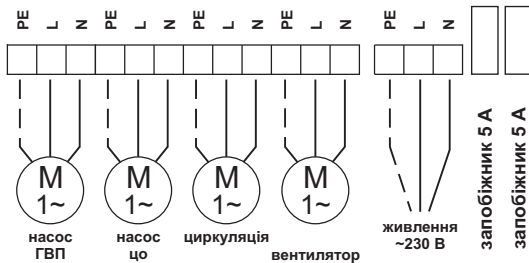 PE L N PE L N PE L N PE L N PE L N
M
1~
M
1~
M
1~
M
1~
насос
ГВП
насос
цо
циркуляція
вентилятор
живлення
~230 В
запобіжник 5 А
запобіжник 5 А